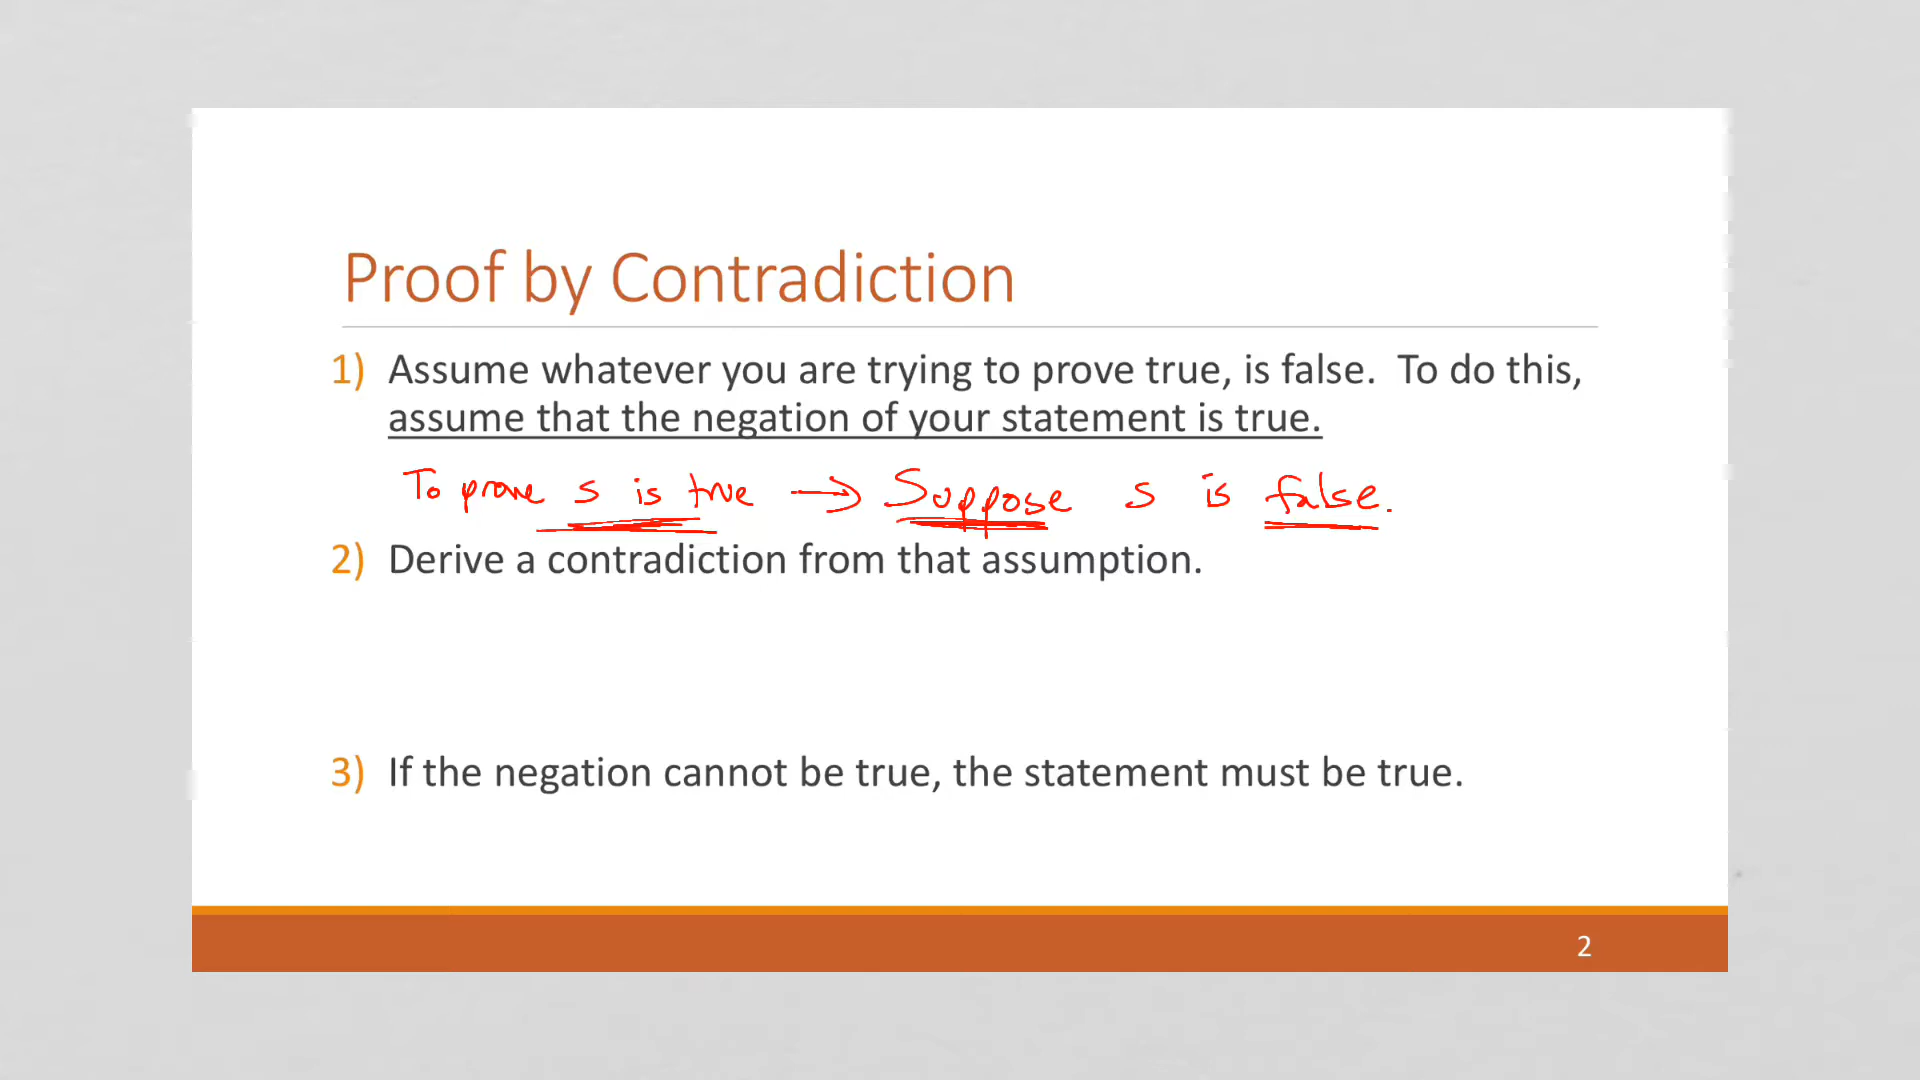 Proof by Contradiction
1) Assume whatever you are trying to prove true, is false. To do this,
assume that the negation of your statement is true.
To prove s is true → Suppose s is false.
2) Derive a contradiction from that assumption.
3) If the negation cannot be true, the statement must be true.
2